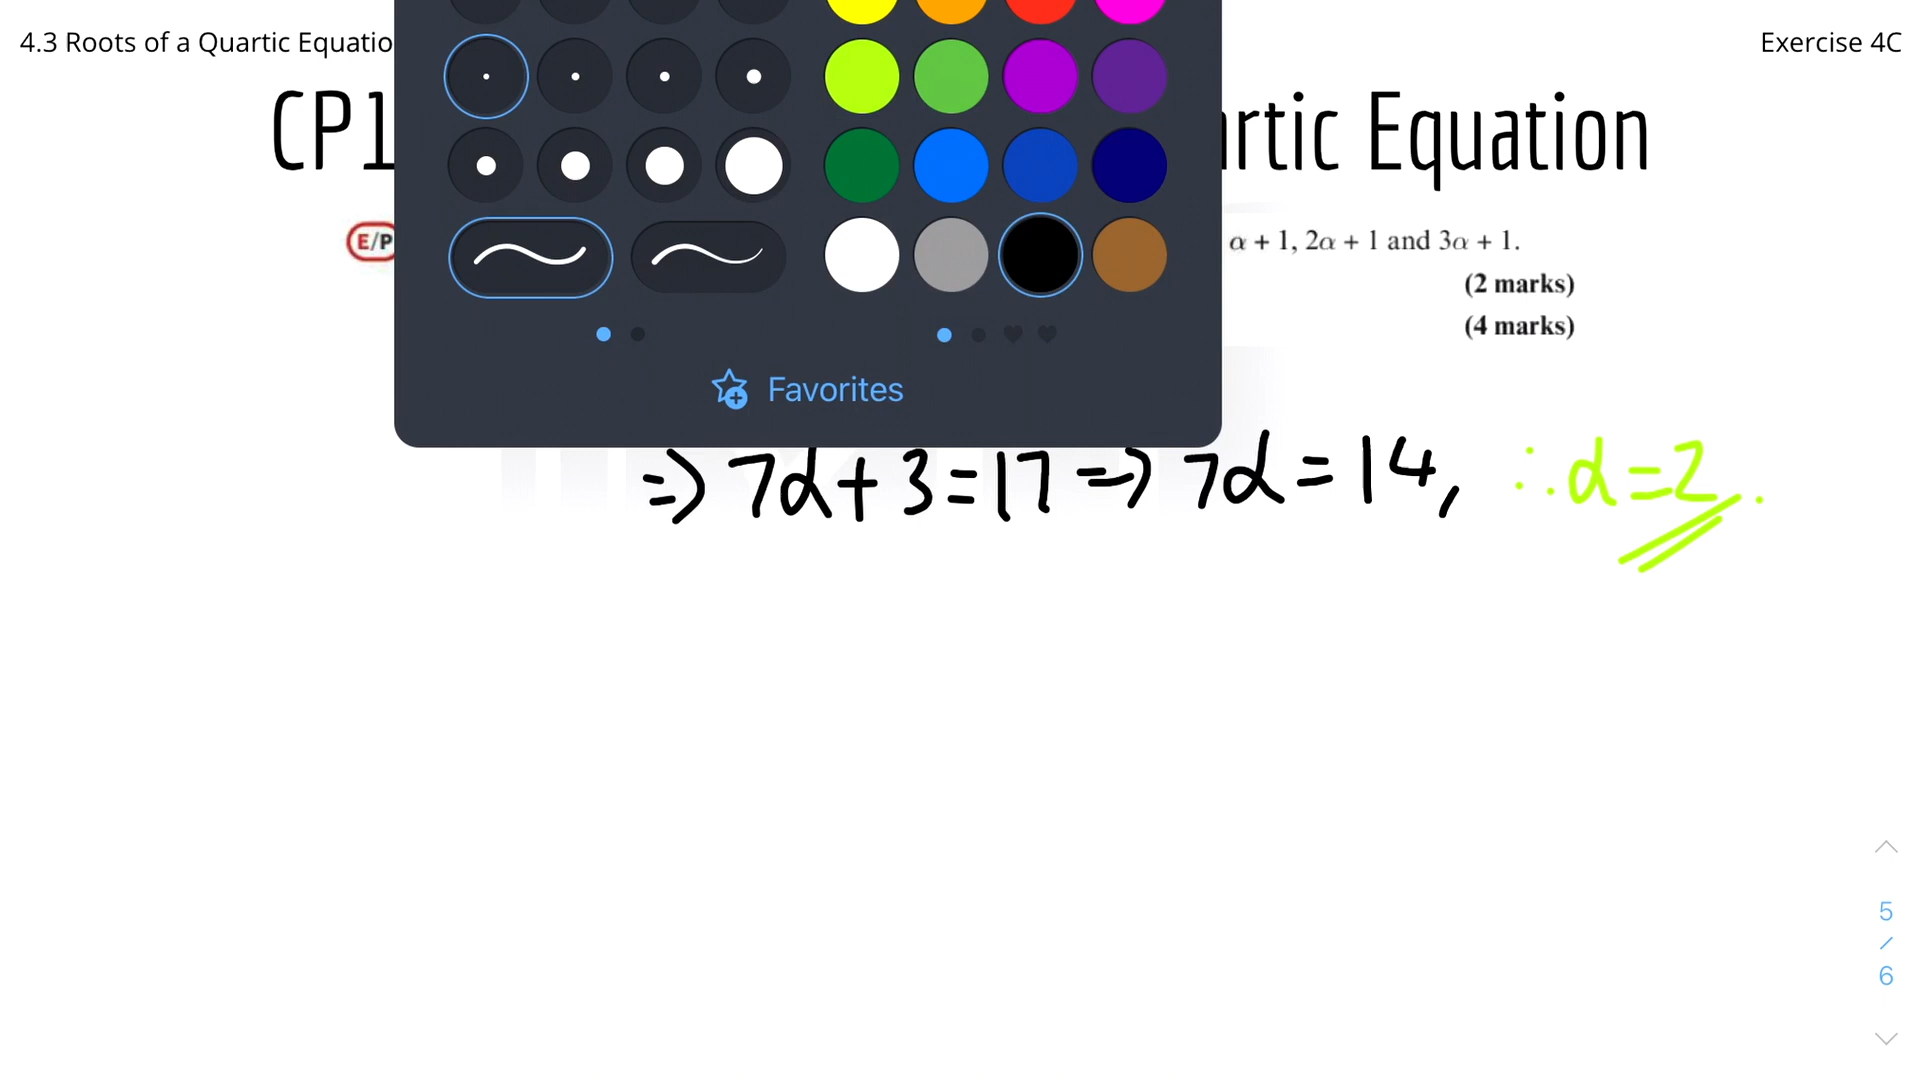 4.3 Roots of a Quartic Equatio
Exercise 4C
CP1
rtic Equation
E/P
α + 1, 2α + 1 and 3α + 1.
(2 marks)
(4 marks)
Favorites
⇒ 7α + 3 = 17 ⇒ 7α = 14, ∴ α = 2.
5
/
6